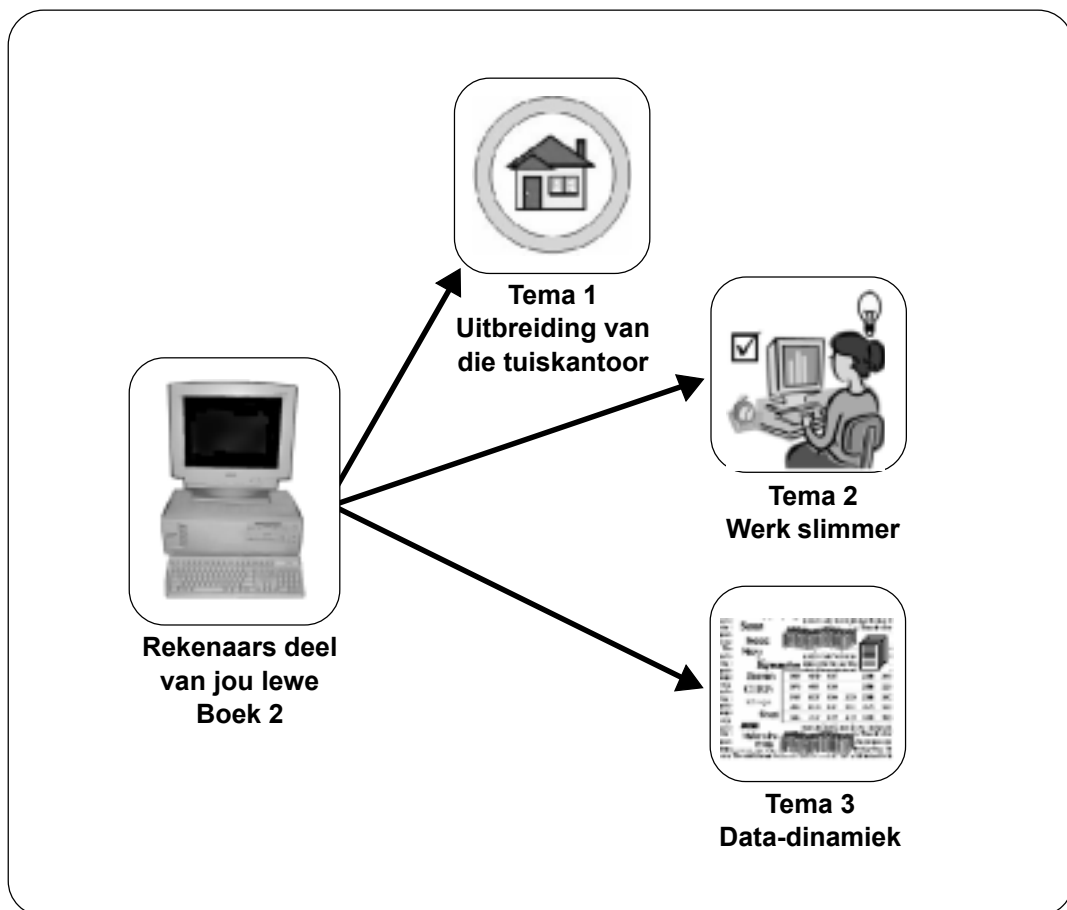 Tema 1
Uitbreiding van
die tuiskantoor
Tema 2
Werk slimmer
Rekenaars deel
van jou lewe
Boek 2
Tema 3
Data-dinamiek